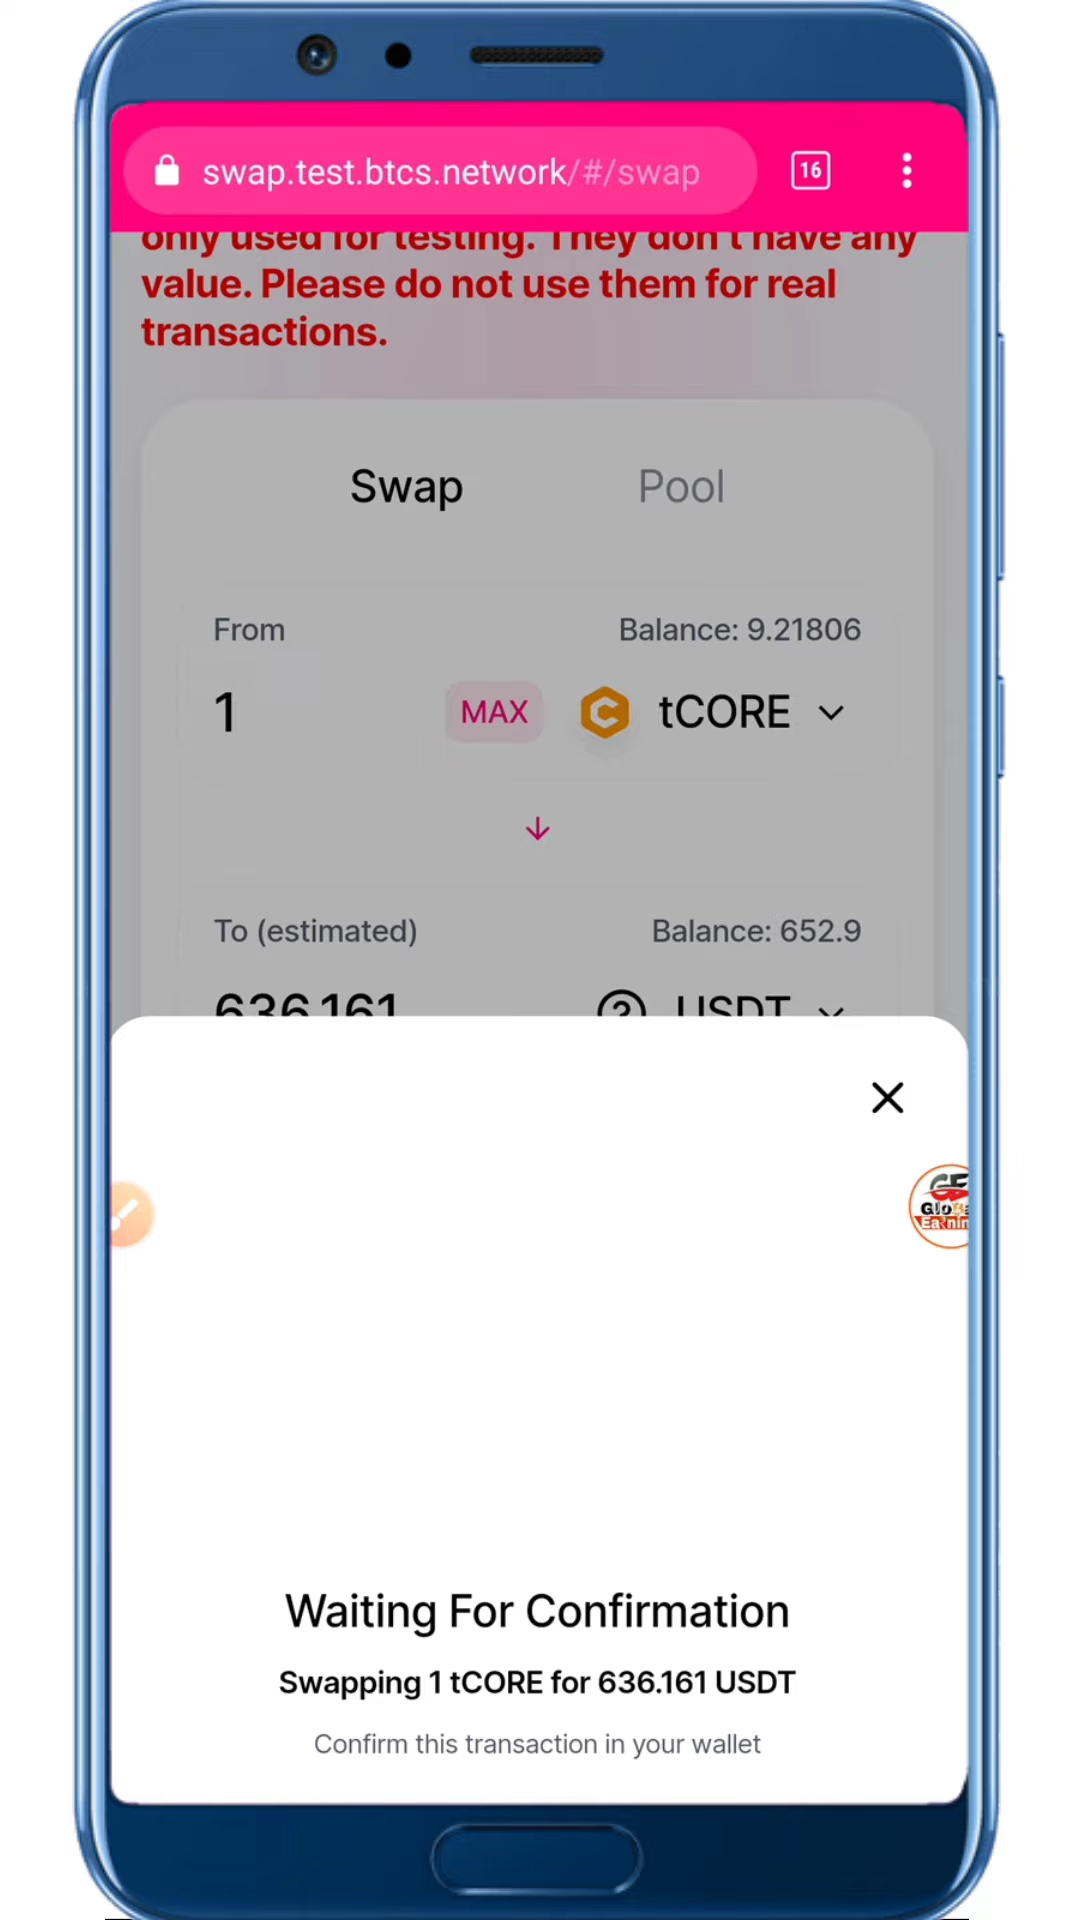 swap.test.btcs.network/#/swap
16
only used for testing. They don't have any
value. Please do not use them for real
transactions.
Swap Pool
From Balance: 9.21806
1 MAX tCORE
To (estimated) Balance: 652.9
636.161 USDT
Waiting For Confirmation
Swapping 1 tCORE for 636.161 USDT
Confirm this transaction in your wallet